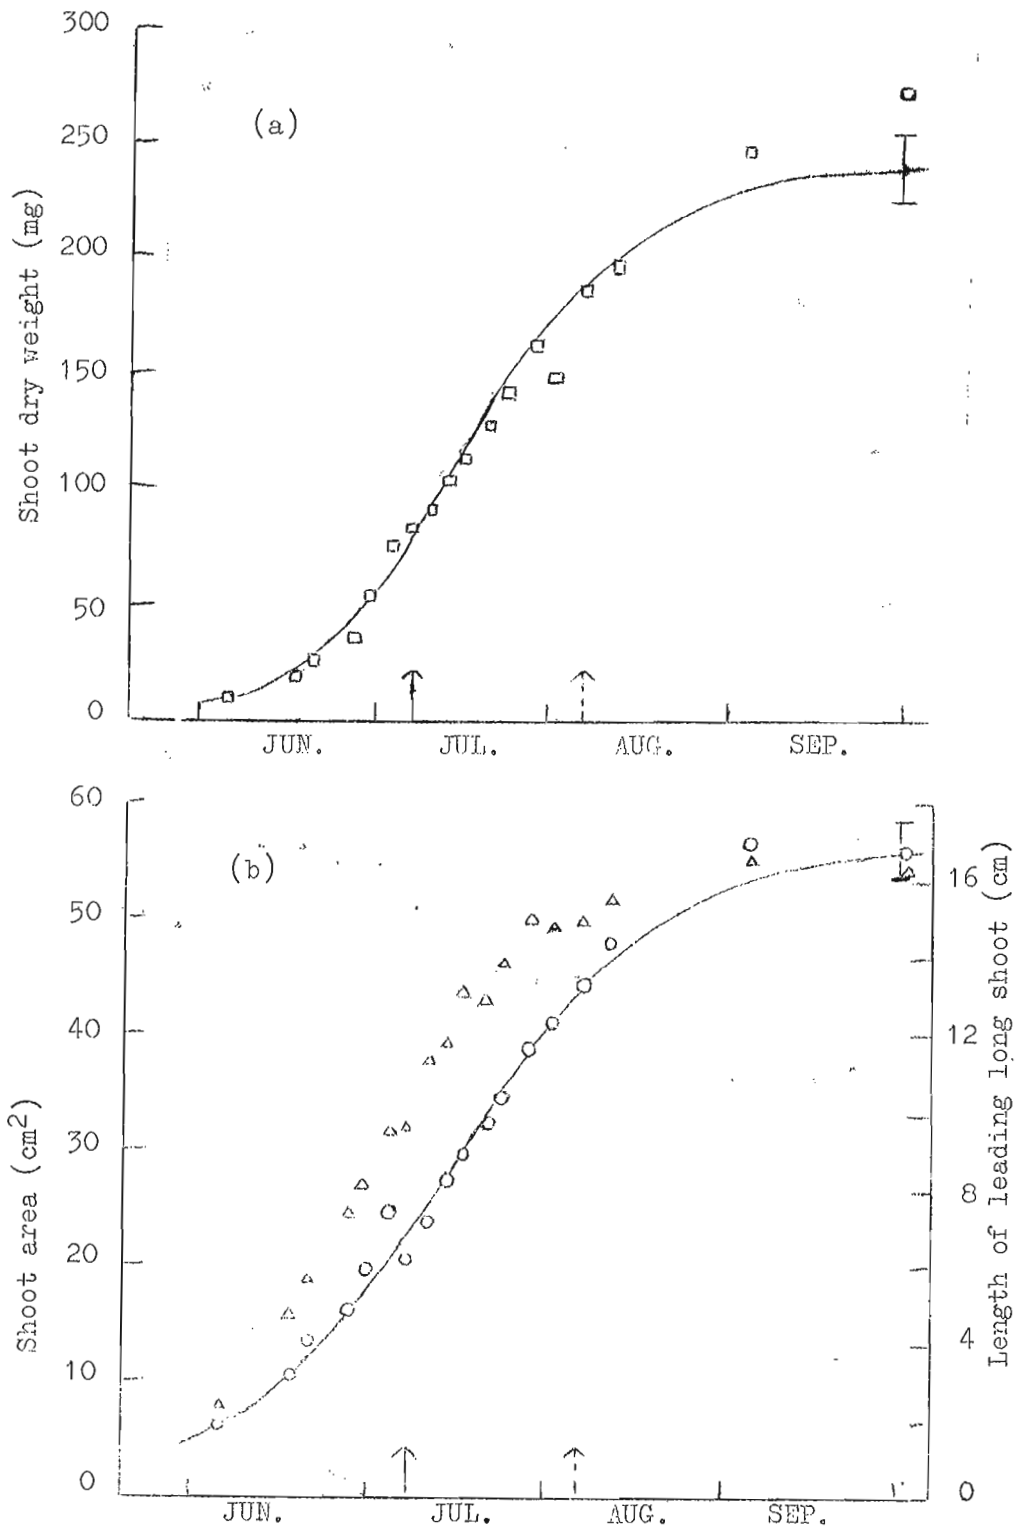 300
(a)
250
200
150
100
50
0
Shoot dry weight (mg)
JUN. JUL. AUG. SEP.
60
(b)
50
40
30
20
10
0
Shoot area (cm2)
16
12
8
4
0
Length of leading long shoot (cm)
JUN. JUL. AUG. SEP.